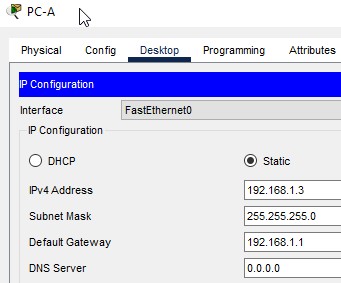 PC-A
Physical Config Desktop Programming Attributes
IP Configuration
Interface FastEthernet0
IP Configuration
DHCP Static
IPv4 Address 192.168.1.3
Subnet Mask 255.255.255.0
Default Gateway 192.168.1.1
DNS Server 0.0.0.0